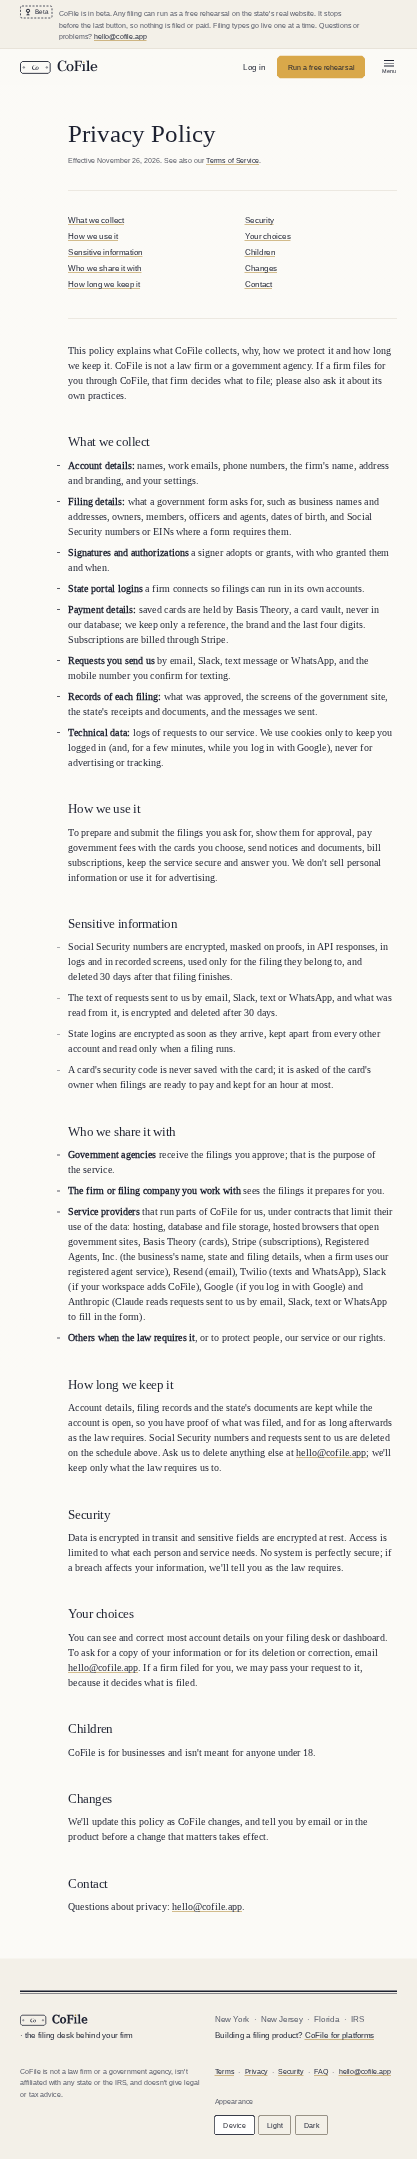 Beta
CoFile is in beta. Any filing can run as a free rehearsal on the state's real website. It stops
before the last button, so nothing is filed or paid. Filing types go live one at a time. Questions or
problems? hello@cofile.app
Co CoFile
Log in
Run a free rehearsal
Menu
Privacy Policy
Effective November 26, 2026. See also our Terms of Service.
What we collect
How we use it
Sensitive information
Who we share it with
How long we keep it
Security
Your choices
Children
Changes
Contact
This policy explains what CoFile collects, why, how we protect it and how long
we keep it. CoFile is not a law firm or a government agency. If a firm files for
you through CoFile, that firm decides what to file; please also ask it about its
own practices.
What we collect
- Account details: names, work emails, phone numbers, the firm's name, address
and branding, and your settings.
- Filing details: what a government form asks for, such as business names and
addresses, owners, members, officers and agents, dates of birth, and Social
Security numbers or EINs where a form requires them.
- Signatures and authorizations a signer adopts or grants, with who granted them
and when.
- State portal logins a firm connects so filings can run in its own accounts.
- Payment details: saved cards are held by Basis Theory, a card vault, never in
our database; we keep only a reference, the brand and the last four digits.
Subscriptions are billed through Stripe.
- Requests you send us by email, Slack, text message or WhatsApp, and the
mobile number you confirm for texting.
- Records of each filing: what was approved, the screens of the government site,
the state's receipts and documents, and the messages we sent.
- Technical data: logs of requests to our service. We use cookies only to keep you
logged in (and, for a few minutes, while you log in with Google), never for
advertising or tracking.
How we use it
To prepare and submit the filings you ask for, show them for approval, pay
government fees with the cards you choose, send notices and documents, bill
subscriptions, keep the service secure and answer you. We don't sell personal
information or use it for advertising.
Sensitive information
- Social Security numbers are encrypted, masked on proofs, in API responses, in
logs and in recorded screens, used only for the filing they belong to, and
deleted 30 days after that filing finishes.
- The text of requests sent to us by email, Slack, text or WhatsApp, and what was
read from it, is encrypted and deleted after 30 days.
- State logins are encrypted as soon as they arrive, kept apart from every other
account and read only when a filing runs.
- A card's security code is never saved with the card; it is asked of the card's
owner when filings are ready to pay and kept for an hour at most.
Who we share it with
- Government agencies receive the filings you approve; that is the purpose of
the service.
- The firm or filing company you work with sees the filings it prepares for you.
- Service providers that run parts of CoFile for us, under contracts that limit their
use of the data: hosting, database and file storage, hosted browsers that open
government sites, Basis Theory (cards), Stripe (subscriptions), Registered
Agents, Inc. (the business's name, state and filing details, when a firm uses our
registered agent service), Resend (email), Twilio (texts and WhatsApp), Slack
(if your workspace adds CoFile), Google (if you log in with Google) and
Anthropic (Claude reads requests sent to us by email, Slack, text or WhatsApp
to fill in the form).
- Others when the law requires it, or to protect people, our service or our rights.
How long we keep it
Account details, filing records and the state's documents are kept while the
account is open, so you have proof of what was filed, and for as long afterwards
as the law requires. Social Security numbers and requests sent to us are deleted
on the schedule above. Ask us to delete anything else at hello@cofile.app; we'll
keep only what the law requires us to.
Security
Data is encrypted in transit and sensitive fields are encrypted at rest. Access is
limited to what each person and service needs. No system is perfectly secure; if
a breach affects your information, we'll tell you as the law requires.
Your choices
You can see and correct most account details on your filing desk or dashboard.
To ask for a copy of your information or for its deletion or correction, email
hello@cofile.app. If a firm filed for you, we may pass your request to it,
because it decides what is filed.
Children
CoFile is for businesses and isn't meant for anyone under 18.
Changes
We'll update this policy as CoFile changes, and tell you by email or in the
product before a change that matters takes effect.
Contact
Questions about privacy: hello@cofile.app.
Co CoFile
· the filing desk behind your firm
New York · New Jersey · Florida · IRS
Building a filing product? CoFile for platforms
CoFile is not a law firm or a government agency, isn't
affiliated with any state or the IRS, and doesn't give legal
or tax advice.
Terms · Privacy · Security · FAQ · hello@cofile.app
Appearance
Device
Light
Dark